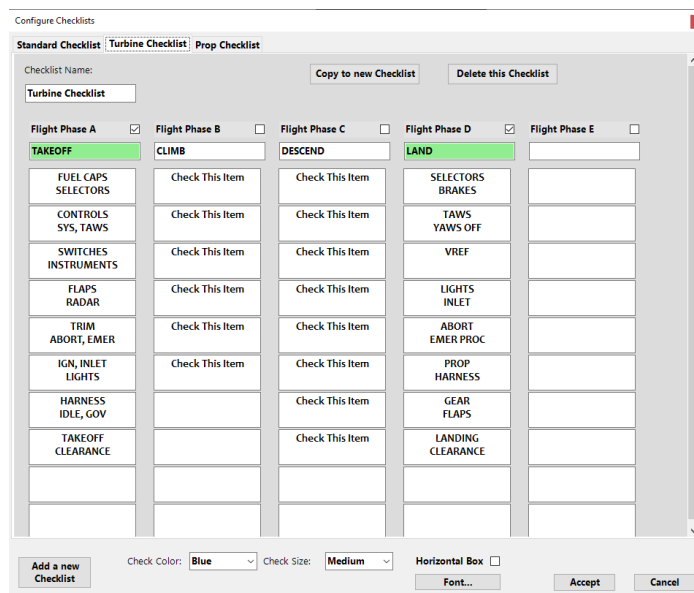 Configure Checklists
Standard Checklist Turbine Checklist Prop Checklist
Checklist Name:
Copy to new Checklist Delete this Checklist
Turbine Checklist
Flight Phase A Flight Phase B Flight Phase C Flight Phase D Flight Phase E
TAKEOFF CLIMB DESCEND LAND
FUEL CAPS Check This Item Check This Item SELECTORS
SELECTORS BRAKES
CONTROLS Check This Item Check This Item TAWS
SYS, TAWS YAWS OFF
SWITCHES Check This Item Check This Item VREF
INSTRUMENTS
FLAPS Check This Item Check This Item LIGHTS
RADAR INLET
TRIM Check This Item Check This Item ABORT
ABORT, EMER EMER PROC
IGN, INLET Check This Item Check This Item PROP
LIGHTS HARNESS
HARNESS Check This Item GEAR
IDLE, GOV FLAPS
TAKEOFF Check This Item LANDING
CLEARANCE CLEARANCE
Add a new
Checklist
Check Color: Blue Check Size: Medium Horizontal Box
Font... Accept Cancel